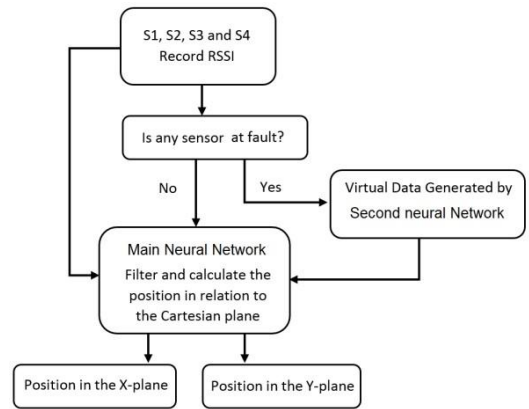 S1, S2, S3 and S4
Record RSSI
Is any sensor at fault?
No
Yes
Virtual Data Generated by
Second neural Network
Main Neural Network
Filter and calculate the
position in relation to
the Cartesian plane
Position in the X-plane
Position in the Y-plane